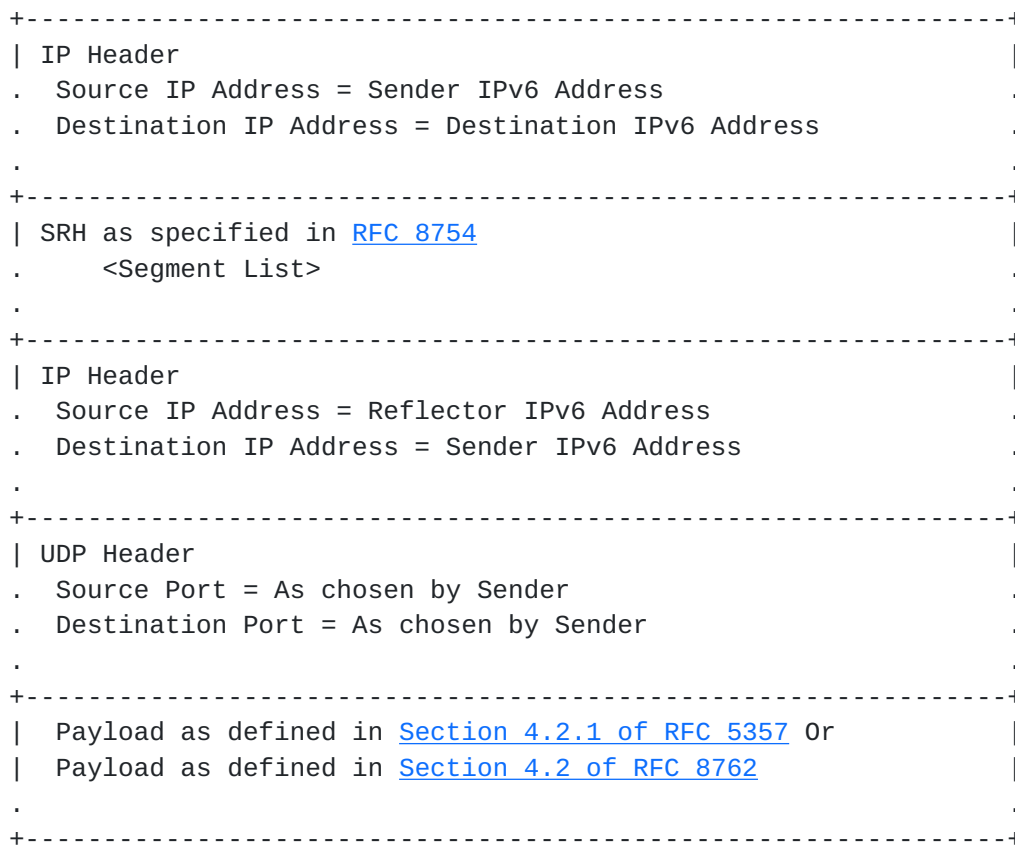 +---------------------------------------------------------------+
| IP Header                                                     |
.  Source IP Address = Sender IPv6 Address                      .
.  Destination IP Address = Destination IPv6 Address            .
.                                                               .
+---------------------------------------------------------------+
| SRH as specified in RFC 8754                                  |
.     <Segment List>                                            .
.                                                               .
+---------------------------------------------------------------+
| IP Header                                                     |
.  Source IP Address = Reflector IPv6 Address                   .
.  Destination IP Address = Sender IPv6 Address                 .
.                                                               .
+---------------------------------------------------------------+
| UDP Header                                                    |
.  Source Port = As chosen by Sender                            .
.  Destination Port = As chosen by Sender                       .
.                                                               .
+---------------------------------------------------------------+
|  Payload as defined in Section 4.2.1 of RFC 5357 Or           |
|  Payload as defined in Section 4.2 of RFC 8762                |
.                                                               .
+---------------------------------------------------------------+